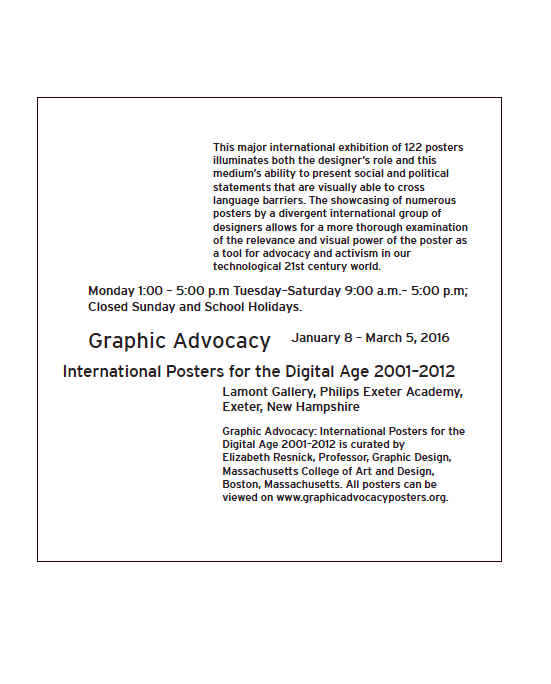 This major international exhibition of 122 posters
illuminates both the designer's role and this
medium's ability to present social and political
statements that are visually able to cross
language barriers. The showcasing of numerous
posters by a divergent international group of
designers allows for a more thorough examination
of the relevance and visual power of the poster as
a tool for advocacy and activism in our
technological 21st century world.
Monday 1:00 – 5:00 p.m Tuesday–Saturday 9:00 a.m.– 5:00 p.m;
Closed Sunday and School Holidays.
Graphic Advocacy January 8 – March 5, 2016
International Posters for the Digital Age 2001–2012
Lamont Gallery, Philips Exeter Academy,
Exeter, New Hampshire
Graphic Advocacy: International Posters for the
Digital Age 2001–2012 is curated by
Elizabeth Resnick, Professor, Graphic Design,
Massachusetts College of Art and Design,
Boston, Massachusetts. All posters can be
viewed on www.graphicadvocacyposters.org.